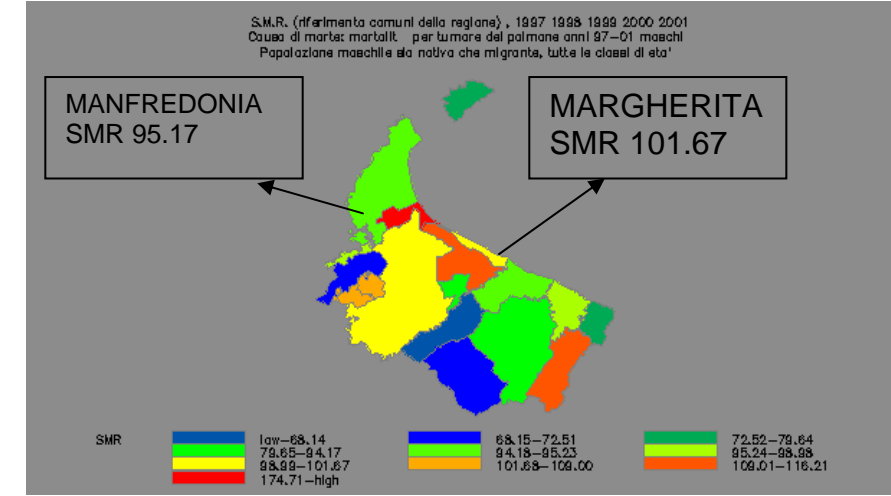 S.M.R. (riferimento comuni della regione) , 1997 1998 1999 2000 2001
Causa di morte: mortalit per tumore del polmone anni 97-01 maschi
Popolazione maschile sia nativa che migrante, tutte le classi di eta'
MANFREDONIA
SMR 95.17
MARGHERITA
SMR 101.67
SMR
low-68.14 68.15-72.51 72.52-79.64
79.65-94.17 94.18-95.23 95.24-98.98
98.99-101.67 101.68-109.00 109.01-116.21
174.71-high